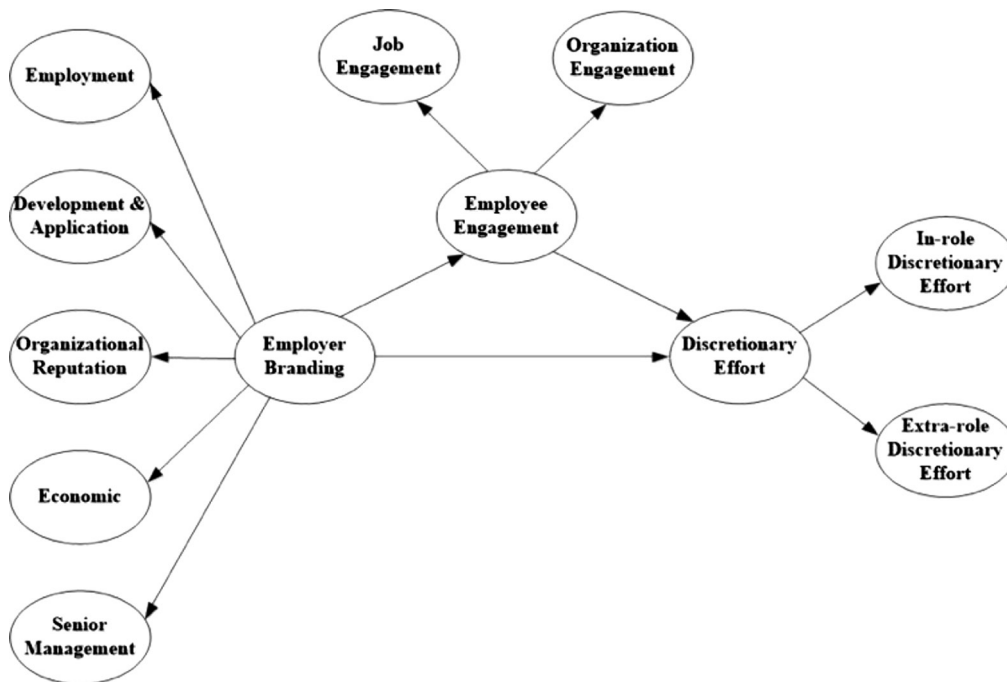 Employment
Job
Engagement
Organization
Engagement
Development &
Application
Employee
Engagement
In-role
Discretionary
Effort
Organizational
Reputation
Employer
Branding
Discretionary
Effort
Extra-role
Discretionary
Effort
Economic
Senior
Management